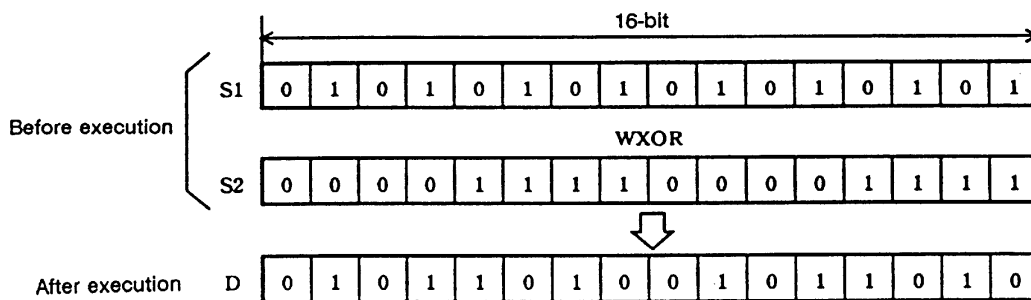 16-bit
S1 0 1 0 1 0 1 0 1 0 1 0 1 0 1 0 1
Before execution
WXOR
S2 0 0 0 0 1 1 1 1 0 0 0 0 1 1 1 1
After execution D 0 1 0 1 1 0 1 0 0 1 0 1 1 0 1 0